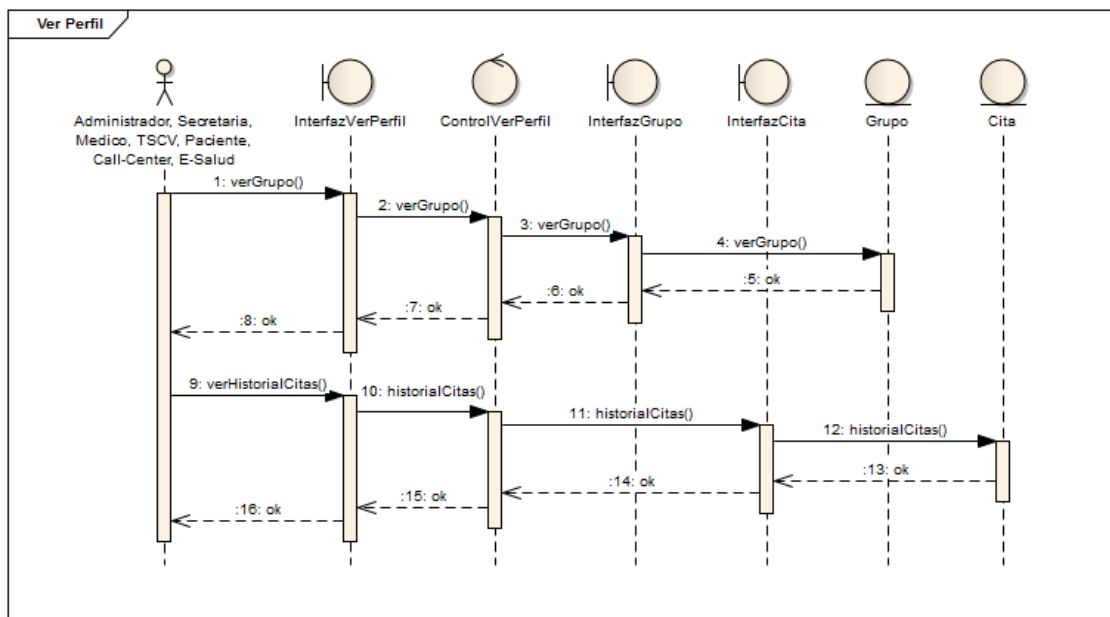 Ver Perfil
Administrador, Secretaria,
Medico, TSCV, Paciente,
Call-Center, E-Salud
InterfazVerPerfil
ControlVerPerfil
InterfazGrupo
InterfazCita
Grupo
Cita
1: verGrupo()
2: verGrupo()
3: verGrupo()
4: verGrupo()
:5: ok
:6: ok
:7: ok
:8: ok
9: verHistorialCitas()
10: historialCitas()
11: historialCitas()
12: historialCitas()
:13: ok
:14: ok
:15: ok
:16: ok